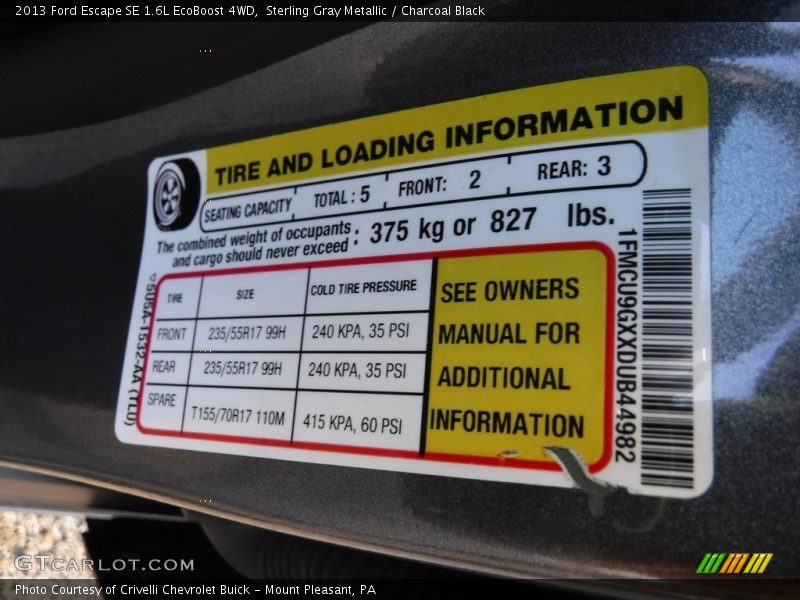 2013 Ford Escape SE 1.6L EcoBoost 4WD,  Sterling Gray Metallic / Charcoal Black
TIRE AND LOADING INFORMATION
SEATING CAPACITY TOTAL : 5 FRONT: 2 REAR: 3
The combined weight of occupants
and cargo should never exceed : 375 kg or 827 lbs.
TIRE SIZE COLD TIRE PRESSURE
FRONT 235/55R17 99H 240 KPA, 35 PSI
REAR 235/55R17 99H 240 KPA, 35 PSI
SPARE T155/70R17 110M 415 KPA, 60 PSI
SEE OWNERS
MANUAL FOR
ADDITIONAL
INFORMATION
1FMCU9GXXDUB44982
GTCARLOT.COM
Photo Courtesy of Crivelli Chevrolet Buick - Mount Pleasant, PA